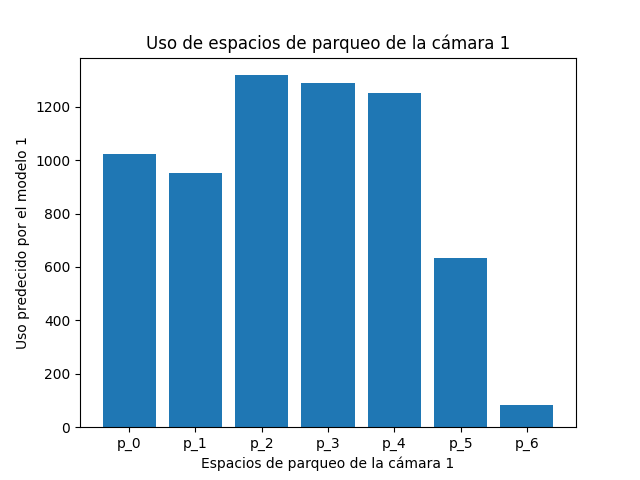 Uso de espacios de parqueo de la cámara 1
Uso predecido por el modelo 1
1200
1000
800
600
400
200
0
p_0 p_1 p_2 p_3 p_4 p_5 p_6
Espacios de parqueo de la cámara 1